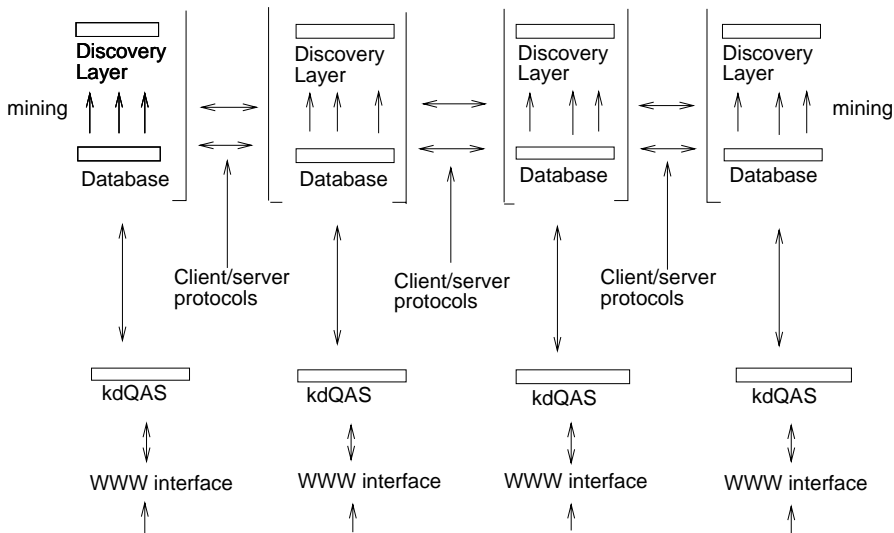 Discovery
Layer
Discovery
Layer
Discovery
Layer
Discovery
Layer
mining
mining
Database
Database
Database
Database
Client/server
protocols
Client/server
protocols
Client/server
protocols
kdQAS
kdQAS
kdQAS
kdQAS
WWW interface
WWW interface
WWW interface
WWW interface